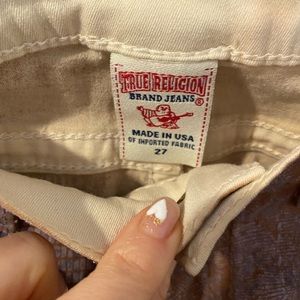 TRUE RELIGION
BRAND JEANS®
MADE IN USA
OF IMPORTED FABRIC
27